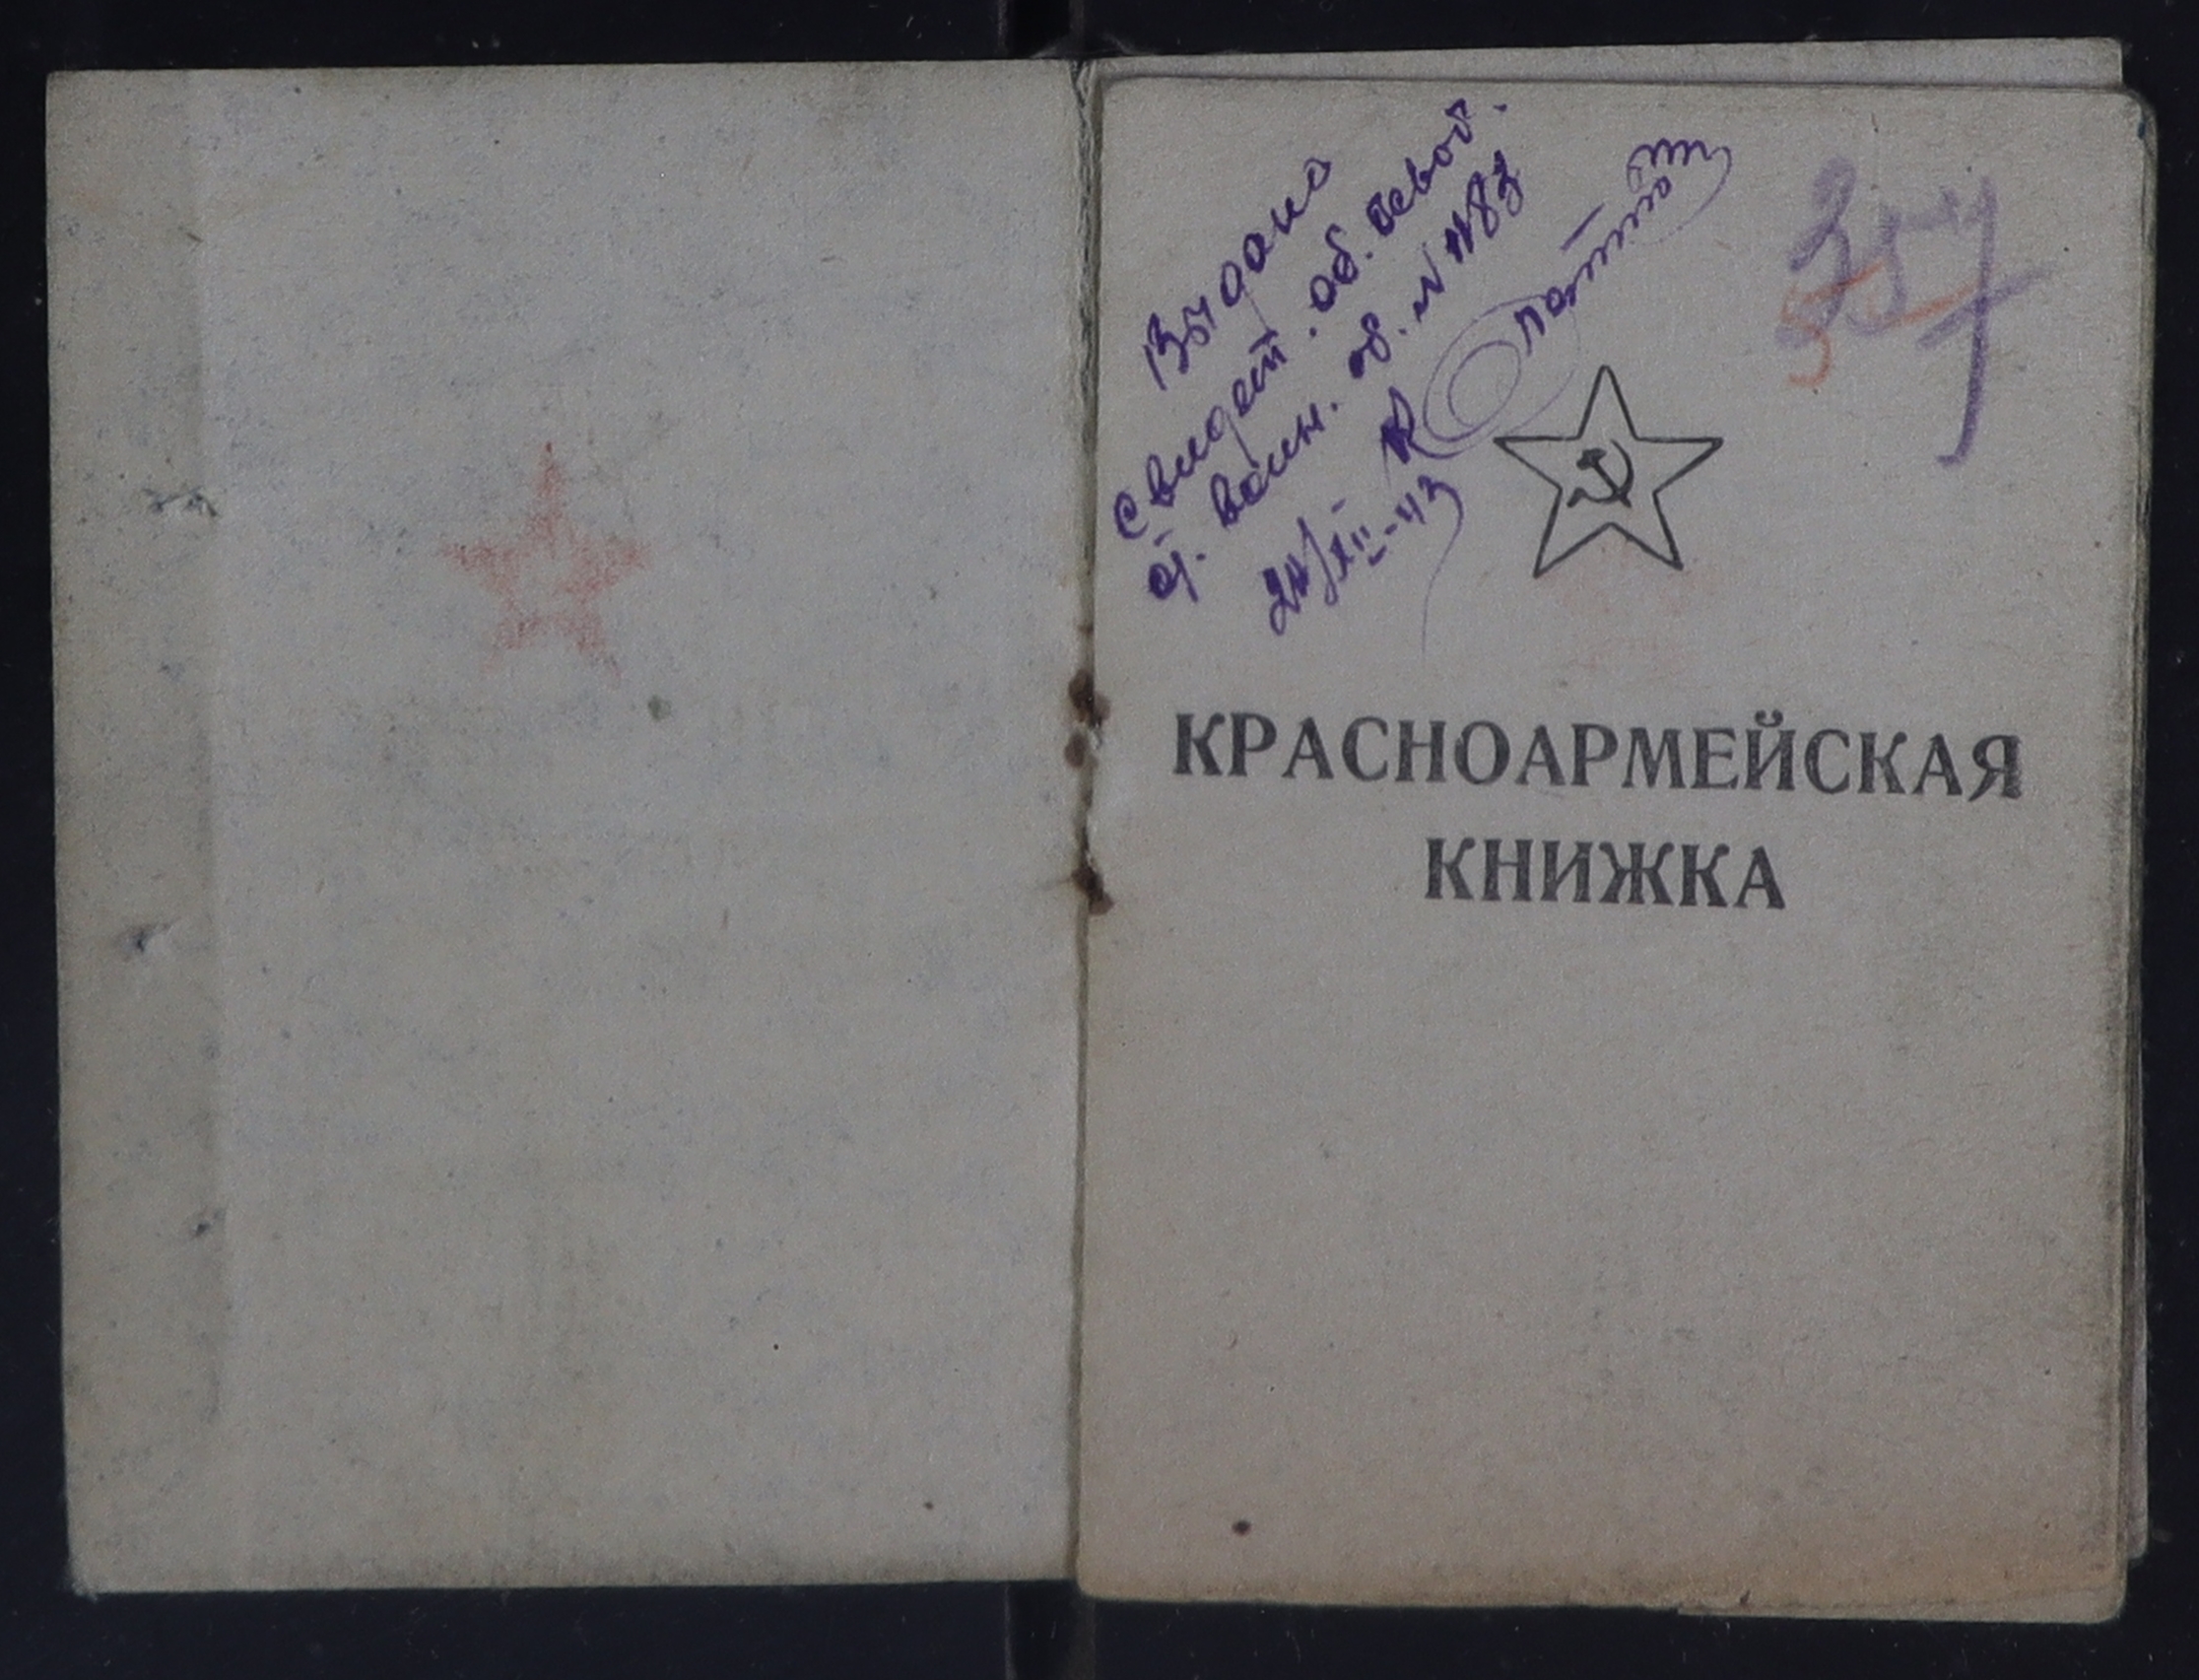 Выдано
свидет. об. освоб.
от. воин. об. № 1183
24/XII-43
КРАСНОАРМЕЙСКАЯ
КНИЖКА